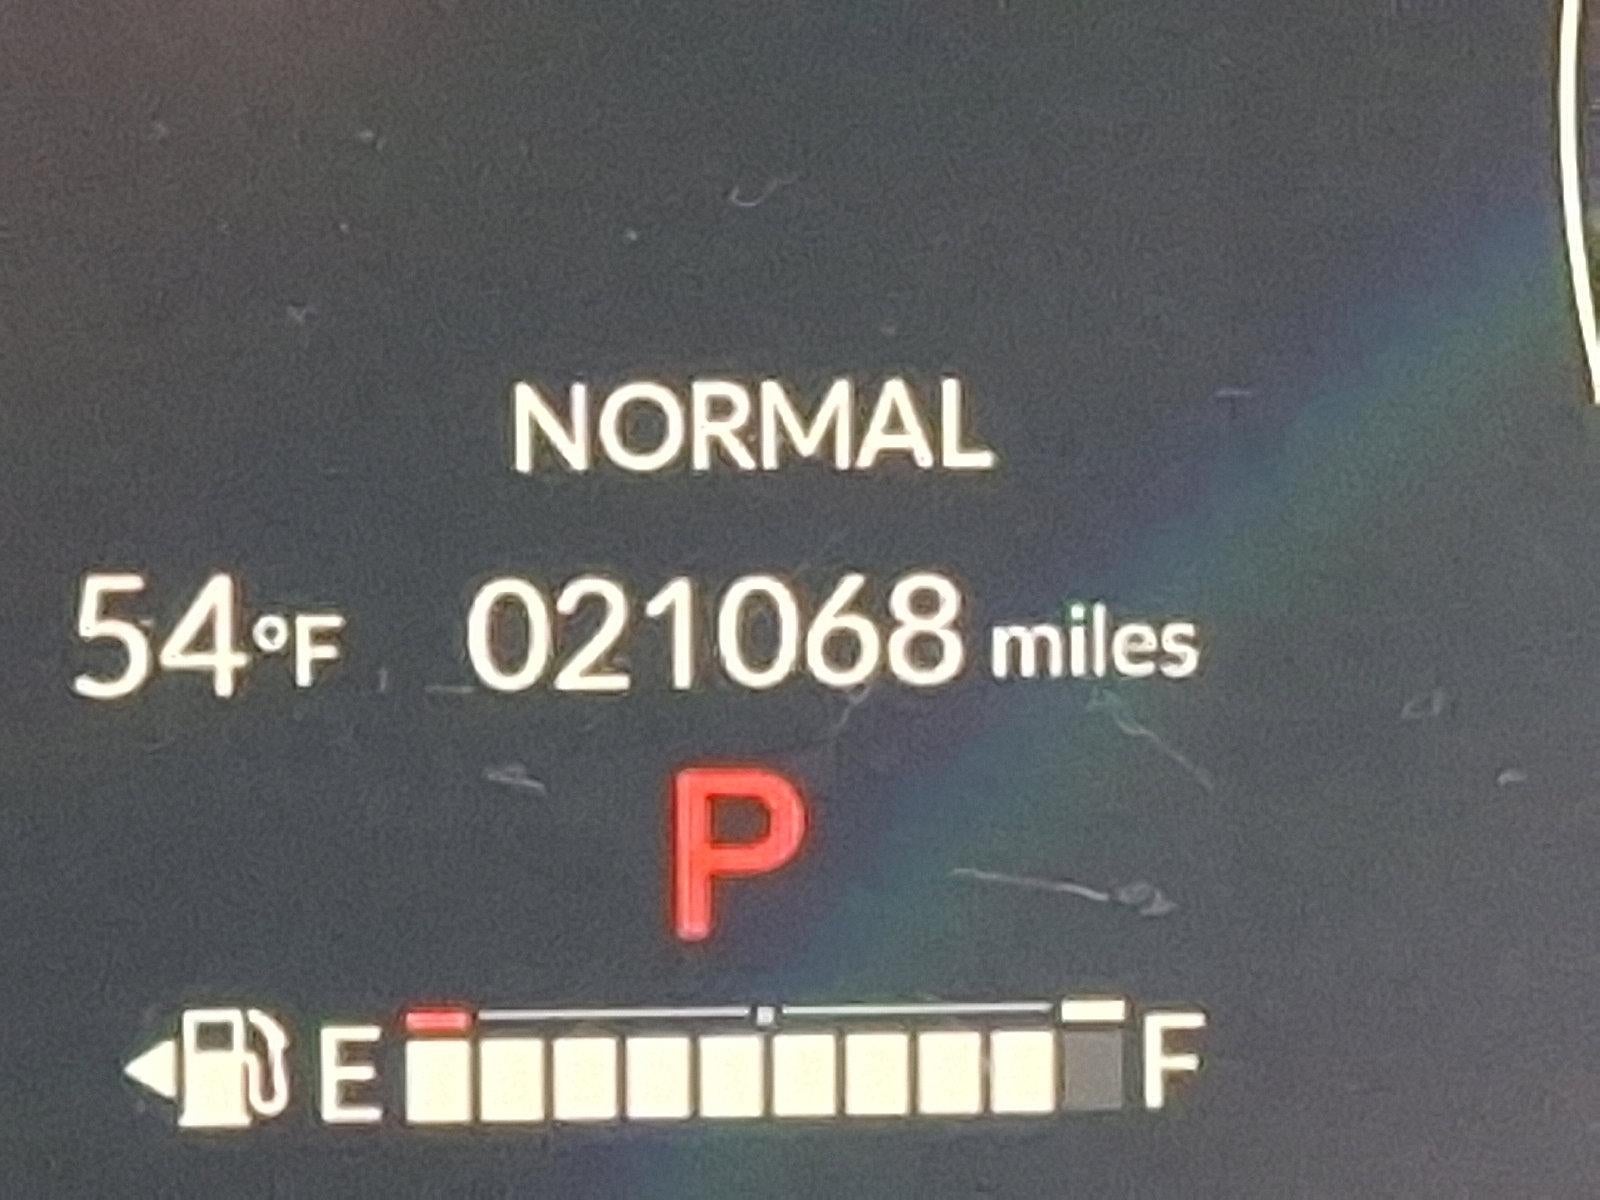 NORMAL
54°F 021068 miles
P
E F